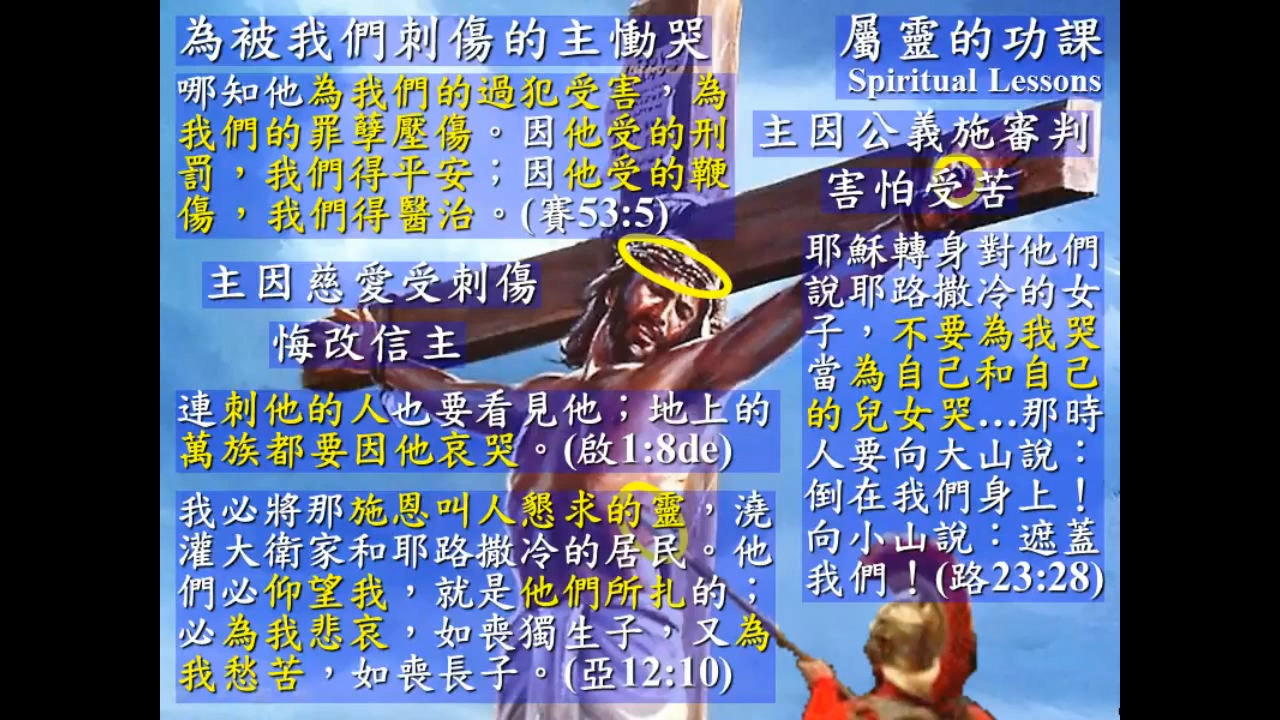 為被我們刺傷的主慟哭
哪知他為我們的過犯受害，為
我們的罪孽壓傷。因他受的刑
罰，我們得平安；因他受的鞭
傷，我們得醫治。(賽53:5)
主因慈愛受刺傷
悔改信主
連刺他的人也要看見他；地上的
萬族都要因他哀哭。(啟1:8de)
我必將那施恩叫人懇求的靈，澆
灌大衛家和耶路撒冷的居民。他
們必仰望我，就是他們所扎的；
必為我悲哀，如喪獨生子，又為
我愁苦，如喪長子。(亞12:10)
屬靈的功課
Spiritual Lessons
主因公義施審判
害怕受苦
耶穌轉身對他們
說耶路撒冷的女
子，不要為我哭
當為自己和自己
的兒女哭…那時
人要向大山說：
倒在我們身上！
向小山說：遮蓋
我們！(路23:28)